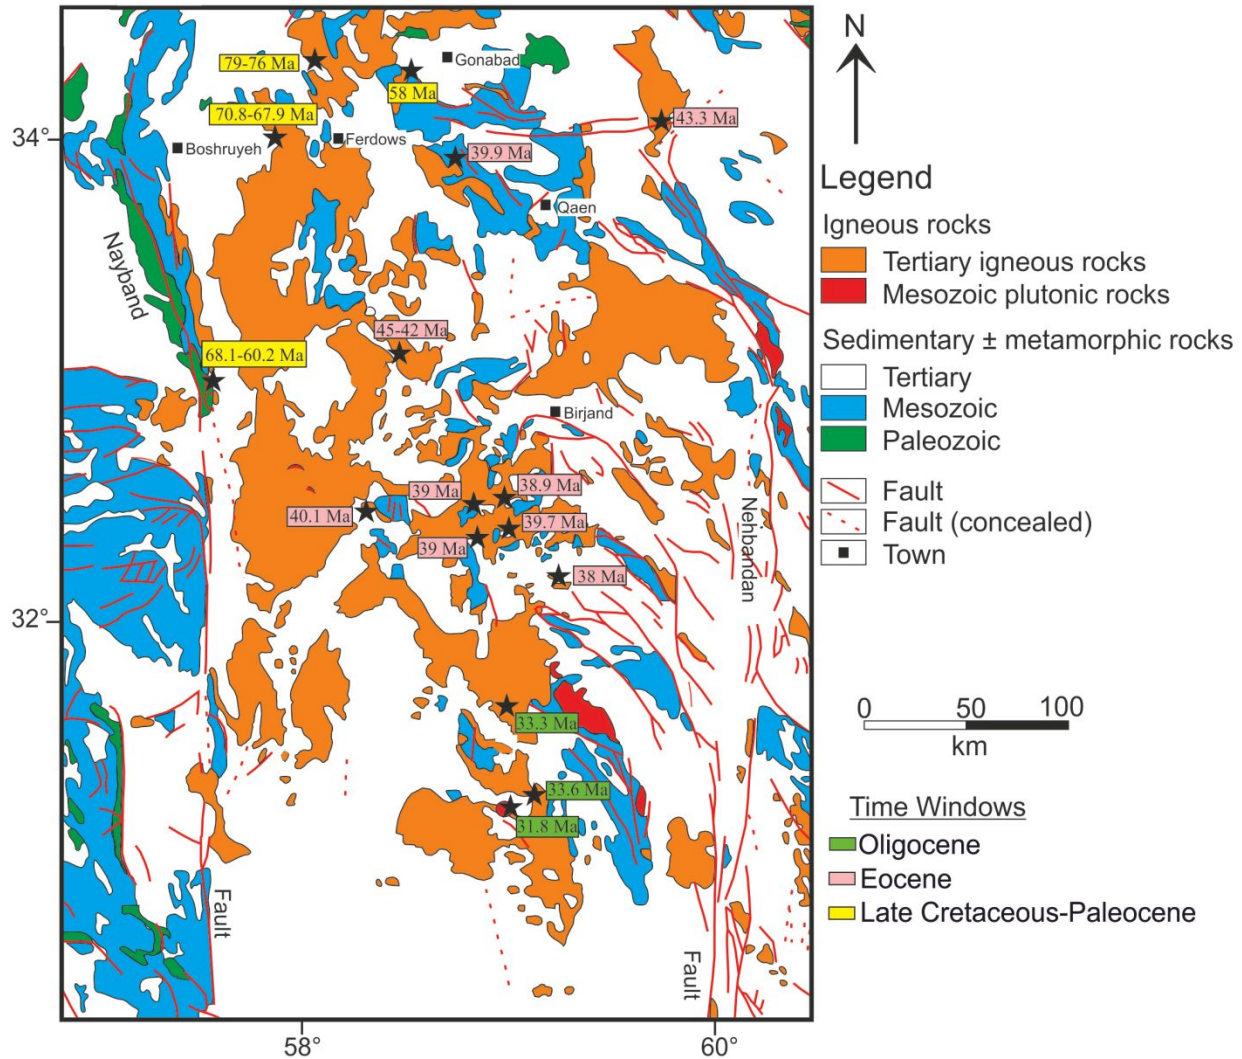 79-76 Ma
Gonabad
58 Ma
70.8-67.9 Ma
43.3 Ma
34°
Boshruyeh
Ferdows
39.9 Ma
Qaen
Nayband
45-42 Ma
68.1-60.2 Ma
Birjand
39 Ma
38.9 Ma
40.1 Ma
39.7 Ma
39 Ma
Nehbandan
38 Ma
32°
33.3 Ma
33.6 Ma
31.8 Ma
Fault
Fault
58°
60°
N
Legend
Igneous rocks
Tertiary igneous rocks
Mesozoic plutonic rocks
Sedimentary ± metamorphic rocks
Tertiary
Mesozoic
Paleozoic
Fault
Fault (concealed)
Town
0 50 100
km
Time Windows
Oligocene
Eocene
Late Cretaceous-Paleocene